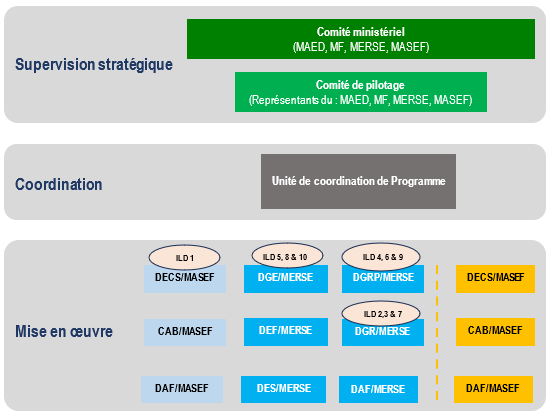 Comité ministériel
(MAED, MF, MERSE, MASEF)
Supervision stratégique
Comité de pilotage
(Représentants du : MAED, MF, MERSE, MASEF)
Coordination
Unité de coordination de Programme
ILD 1
ILD 5, 8 & 10
ILD 4, 6 & 9
DECS/MASEF
DGE/MERSE
DGRP/MERSE
DECS/MASEF
ILD 2,3 & 7
Mise en œuvre
CAB/MASEF
DEF/MERSE
DGR/MERSE
CAB/MASEF
DAF/MASEF
DES/MERSE
DAF/MERSE
DAF/MASEF